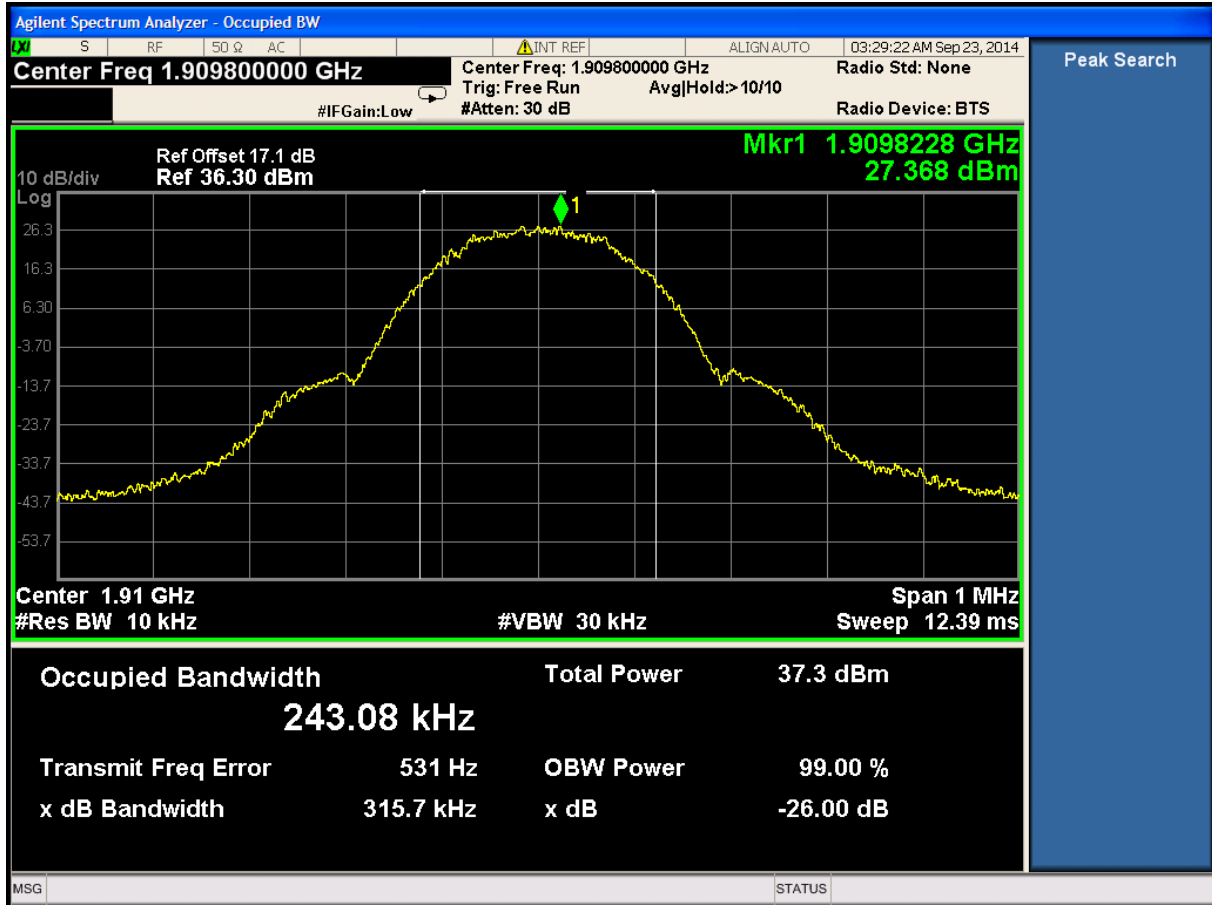 Agilent Spectrum Analyzer - Occupied BW
LXI S RF 50 Ω AC INT REF ALIGN AUTO 03:29:22 AM Sep 23, 2014
Center Freq 1.909800000 GHz
Center Freq: 1.909800000 GHz
Radio Std: None
Trig: Free Run Avg|Hold:>10/10
#IFGain:Low
#Atten: 30 dB
Radio Device: BTS
Peak Search
Mkr1 1.9098228 GHz
27.368 dBm
Ref Offset 17.1 dB
10 dB/div Ref 36.30 dBm
Log
1
26.3
16.3
6.30
-3.70
-13.7
-23.7
-33.7
-43.7
-53.7
Center 1.91 GHz Span 1 MHz
#Res BW 10 kHz #VBW 30 kHz Sweep 12.39 ms
Occupied Bandwidth Total Power 37.3 dBm
243.08 kHz
Transmit Freq Error 531 Hz OBW Power 99.00 %
x dB Bandwidth 315.7 kHz x dB -26.00 dB
MSG STATUS